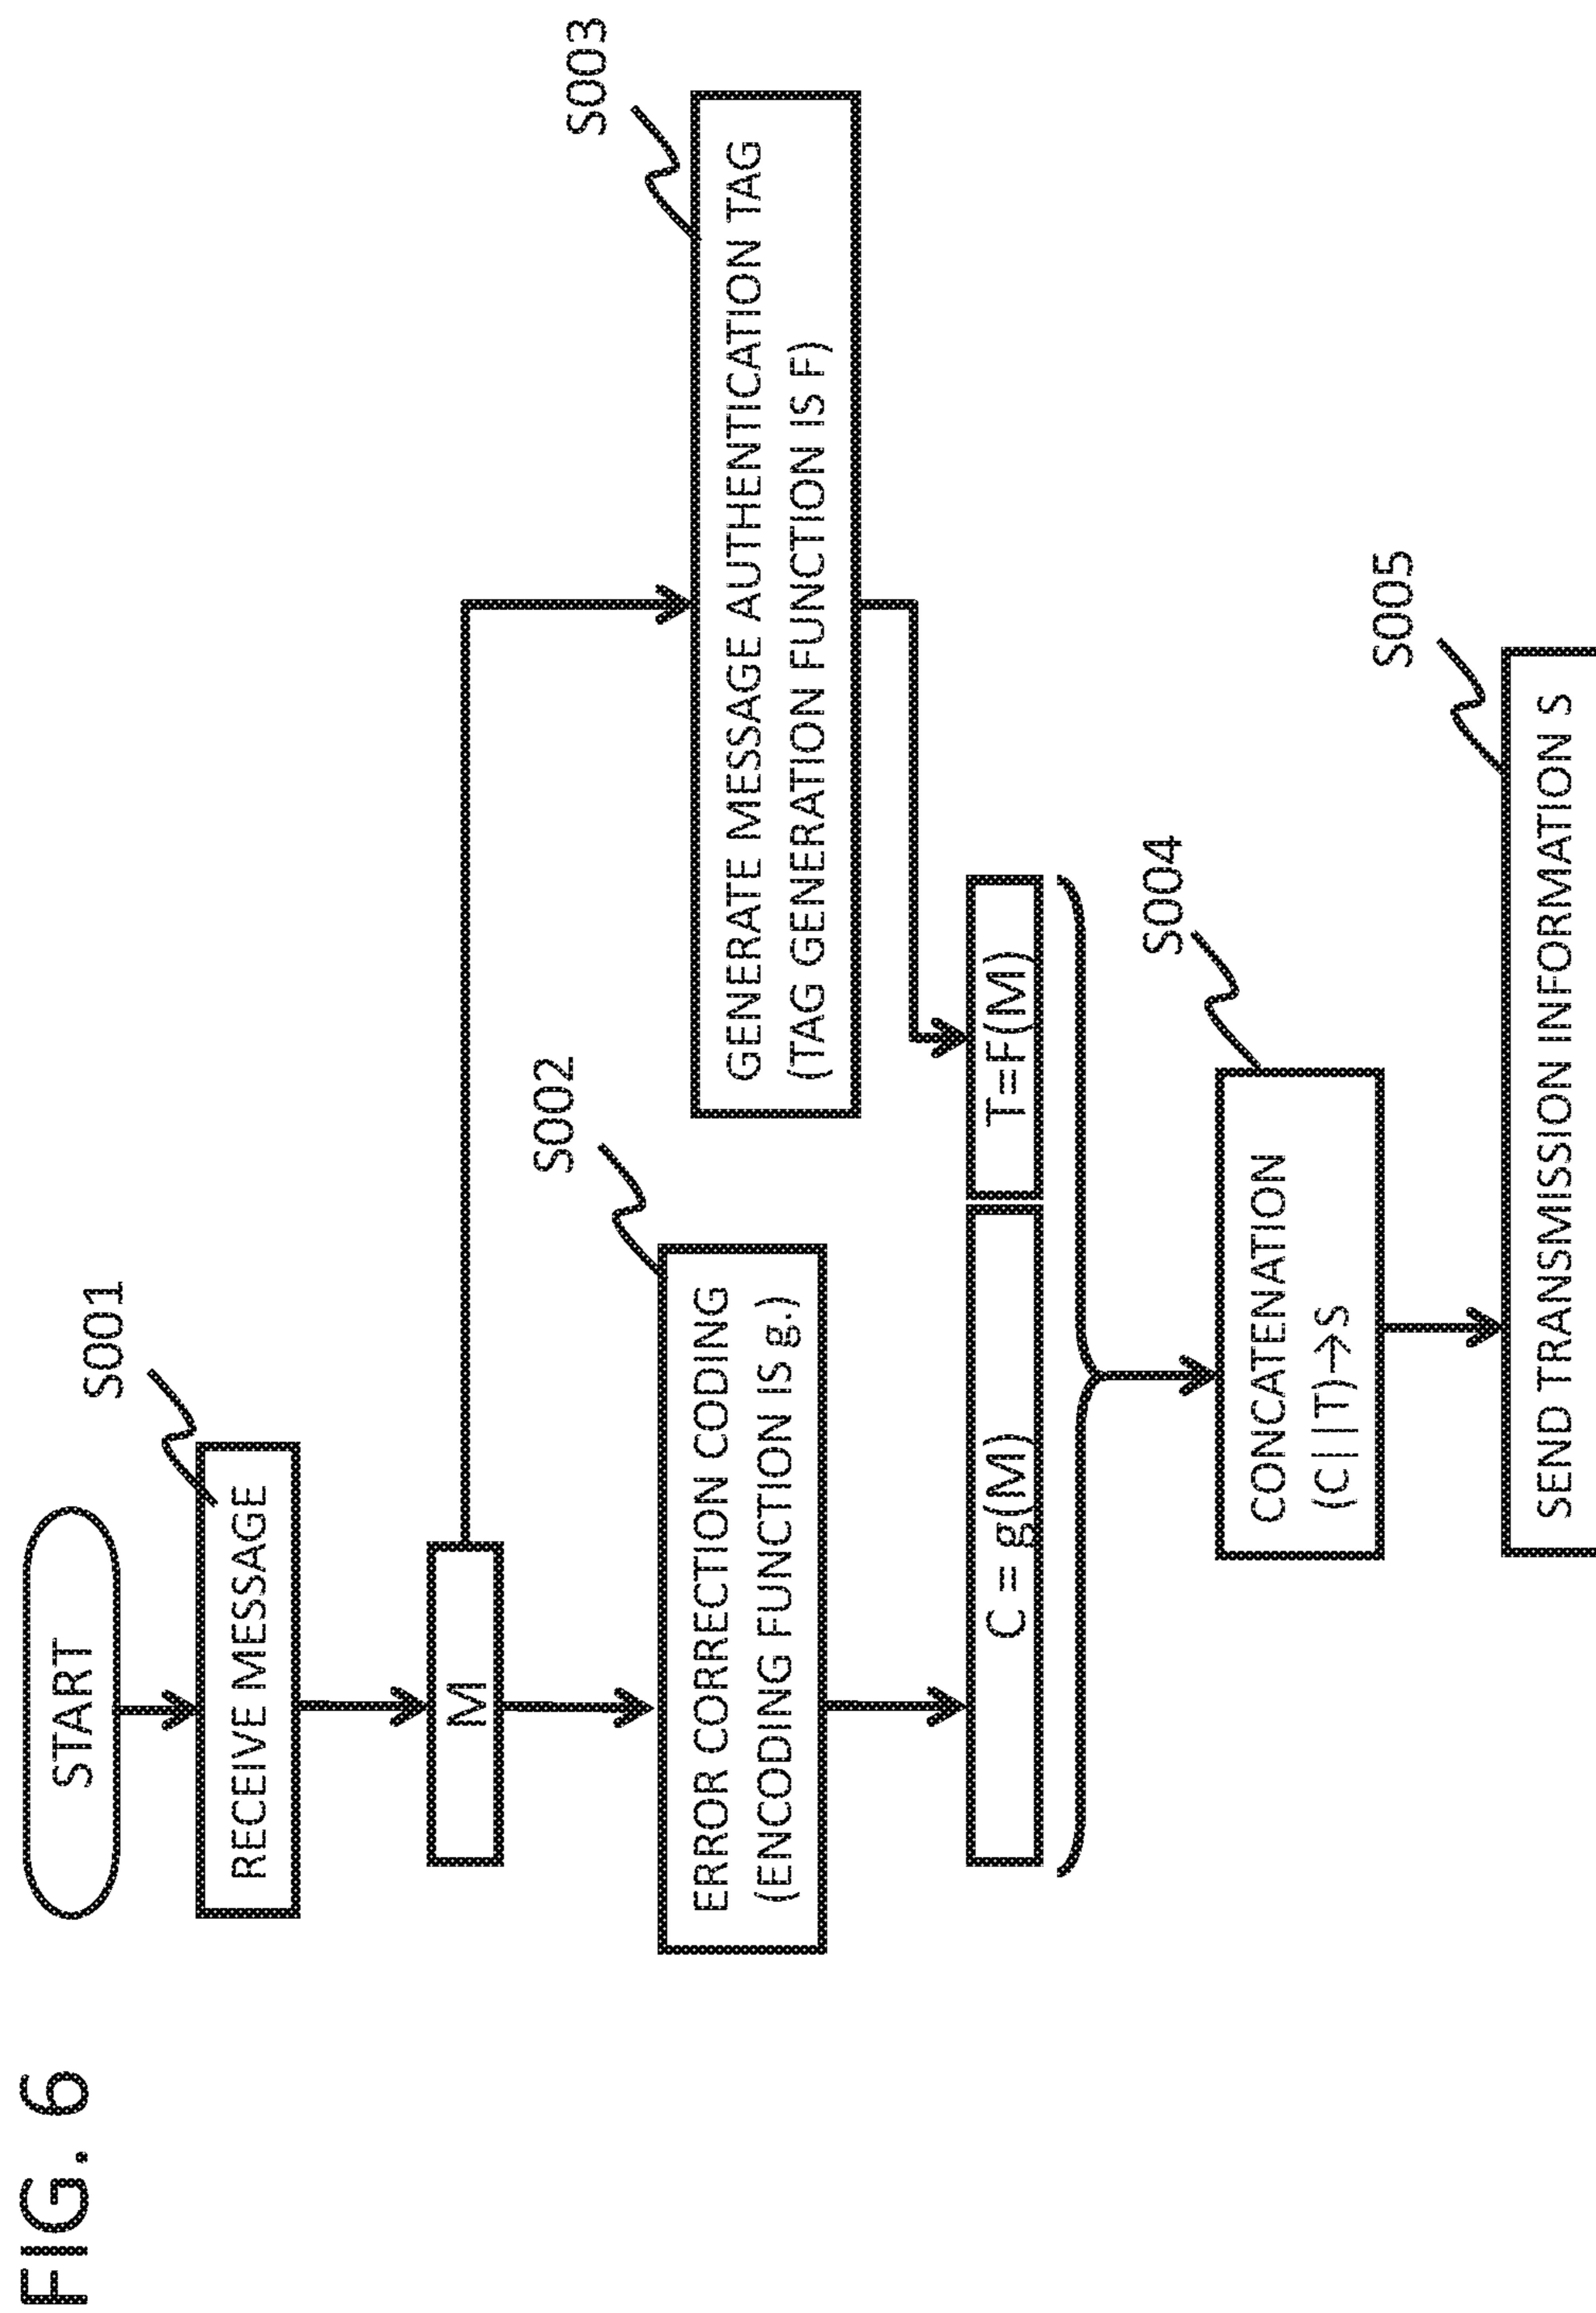 FIG. 6
START
S001
RECEIVE MESSAGE
M
S002
ERROR CORRECTION CODING
(ENCODING FUNCTION IS g.)
S003
GENERATE MESSAGE AUTHENTICATION TAG
(TAG GENERATION FUNCTION IS F)
C = g(M)
T=F(M)
S004
CONCATENATION
(C||T)→S
S005
SEND TRANSMISSION INFORMATION S